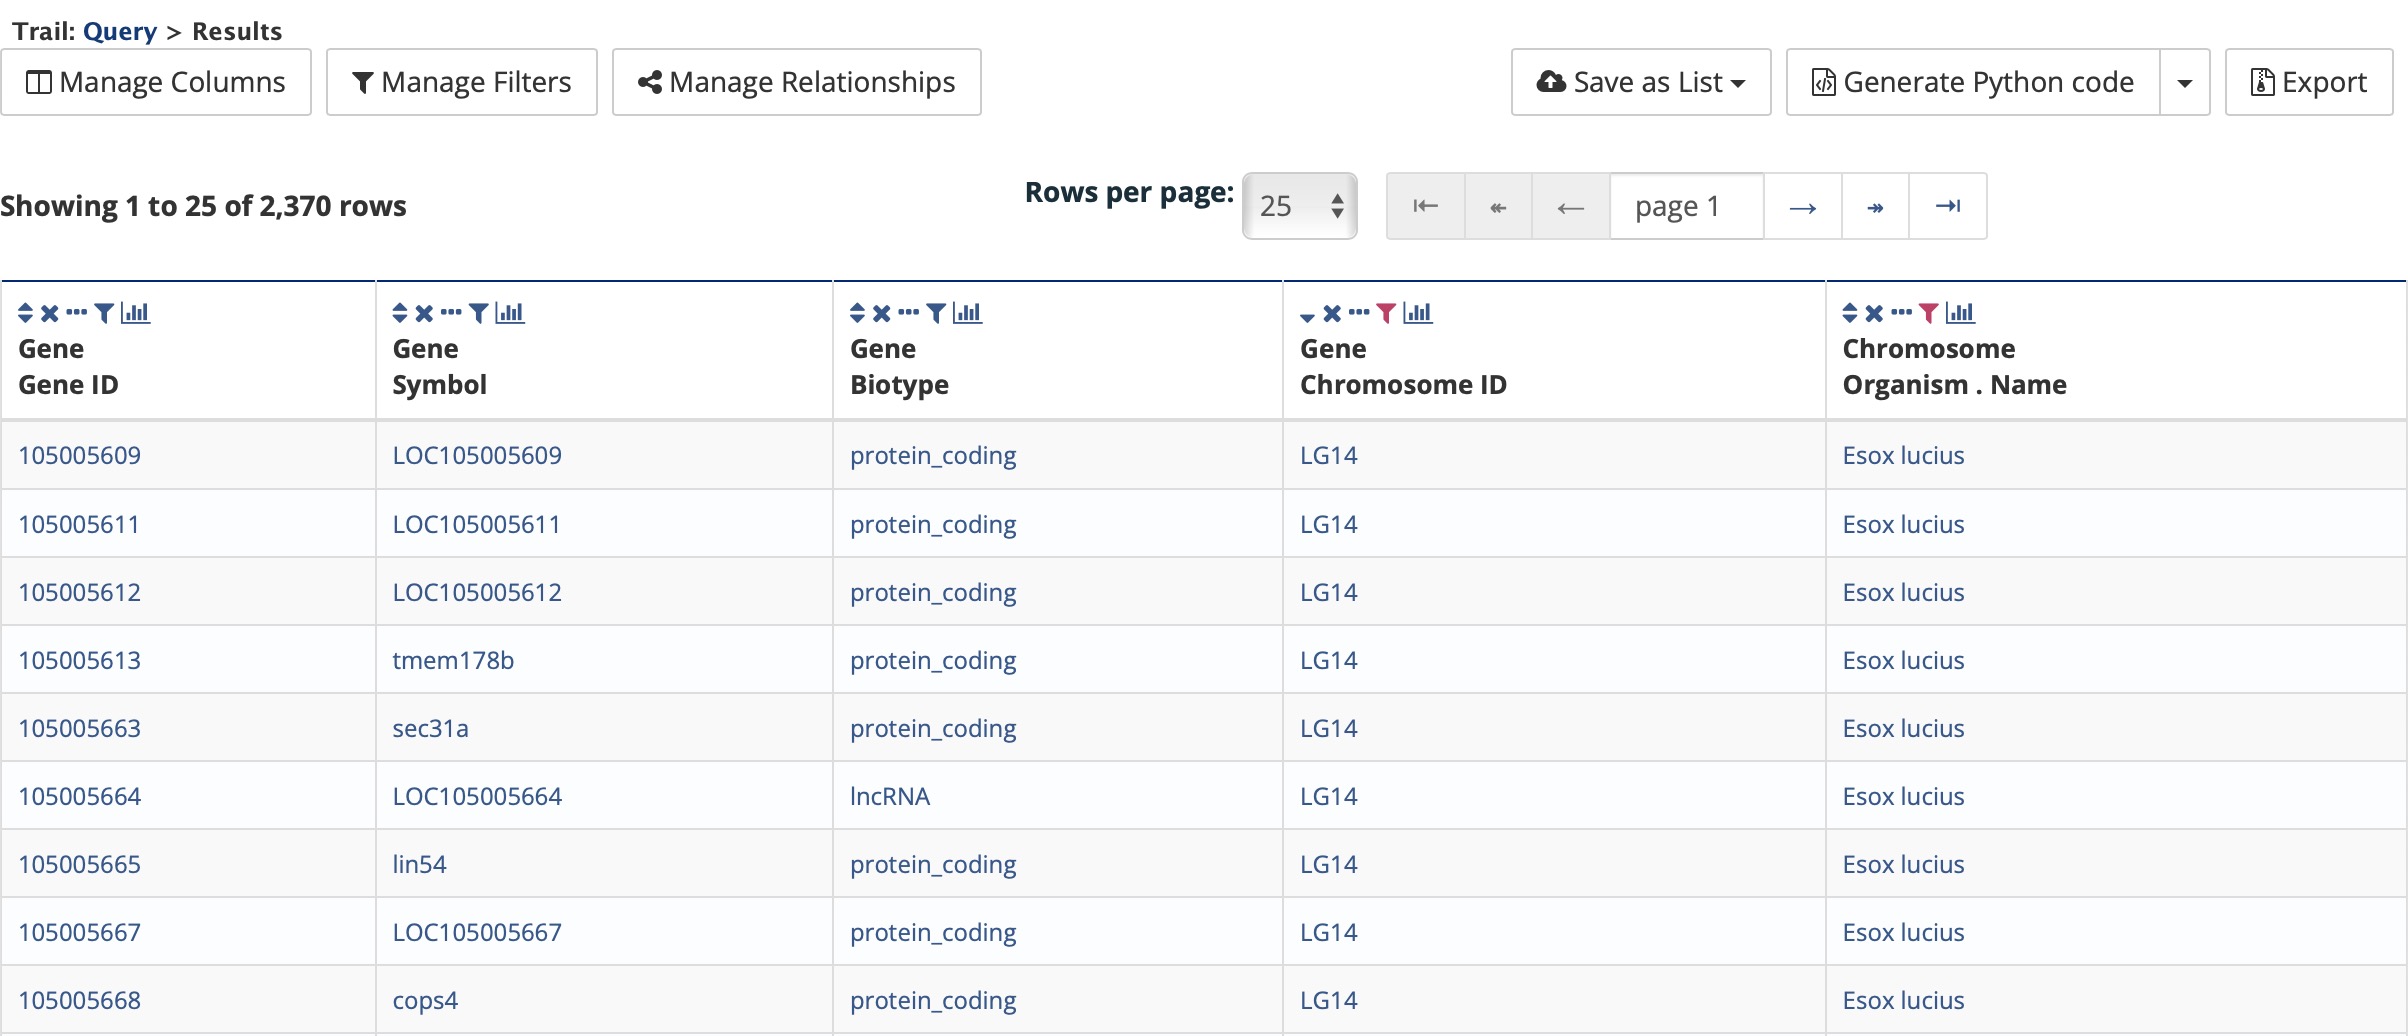 Trail: Query > Results
Manage Columns Manage Filters Manage Relationships Save as List Generate Python code Export
Showing 1 to 25 of 2,370 rows Rows per page: 25 page 1
Gene Gene Gene Gene Chromosome
Gene ID Symbol Biotype Chromosome ID Organism . Name
105005609 LOC105005609 protein_coding LG14 Esox lucius
105005611 LOC105005611 protein_coding LG14 Esox lucius
105005612 LOC105005612 protein_coding LG14 Esox lucius
105005613 tmem178b protein_coding LG14 Esox lucius
105005663 sec31a protein_coding LG14 Esox lucius
105005664 LOC105005664 lncRNA LG14 Esox lucius
105005665 lin54 protein_coding LG14 Esox lucius
105005667 LOC105005667 protein_coding LG14 Esox lucius
105005668 cops4 protein_coding LG14 Esox lucius